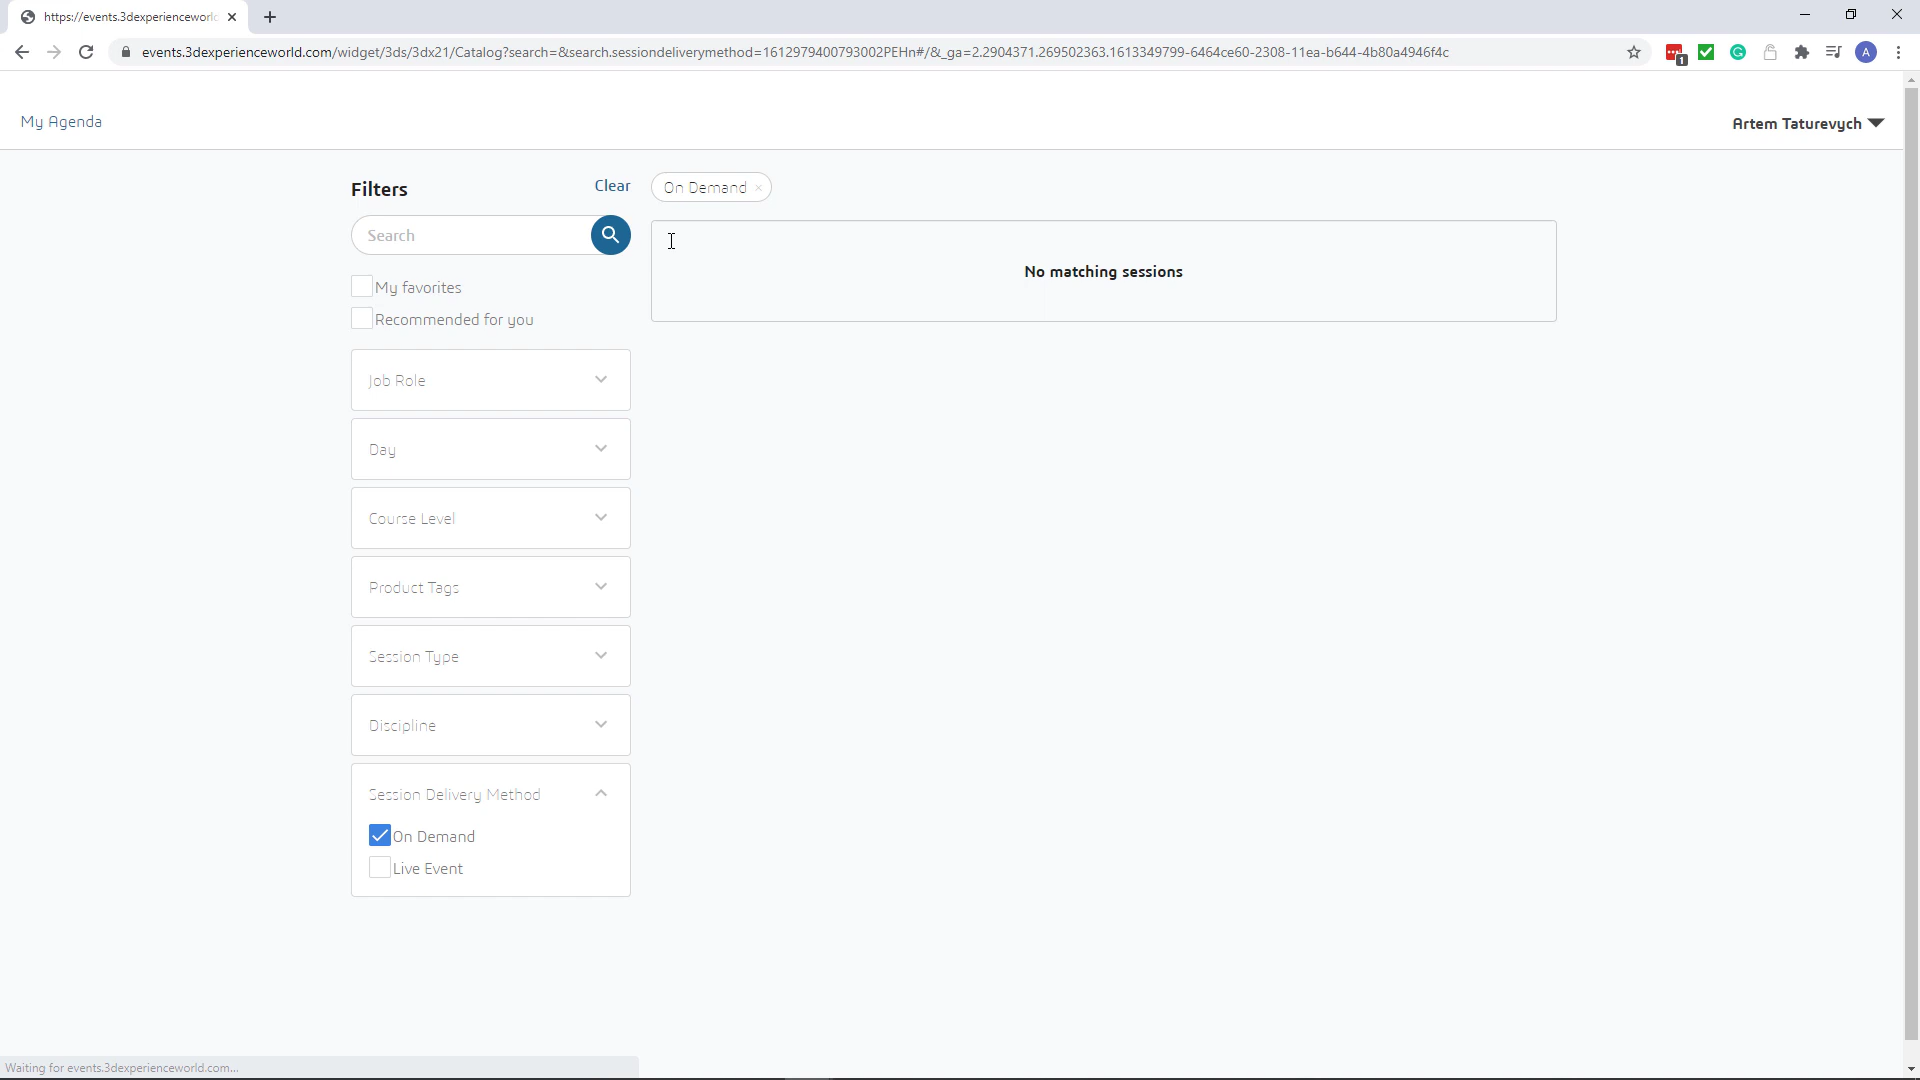 https://events.3dexperienceworl
events.3dexperienceworld.com/widget/3ds/3dx21/Catalog?search=&search.sessiondeliverymethod=1612979400793002PEHn#/&_ga=2.2904371.269502363.1613349799-6464ce60-2308-11ea-b644-4b80a4946f4c
1
A
My Agenda
Artem Taturevych
Filters
Clear
On Demand ×
Search
No matching sessions
My favorites
Recommended for you
Job Role
Day
Course Level
Product Tags
Session Type
Discipline
Session Delivery Method
On Demand
Live Event
Waiting for events.3dexperienceworld.com...